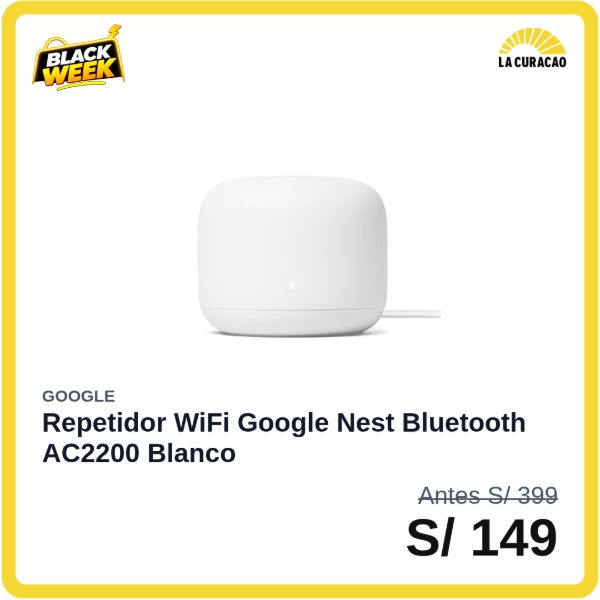 BLACK
WEEK
LA CURACAO
GOOGLE
Repetidor WiFi Google Nest Bluetooth
AC2200 Blanco
Antes S/ 399
S/ 149